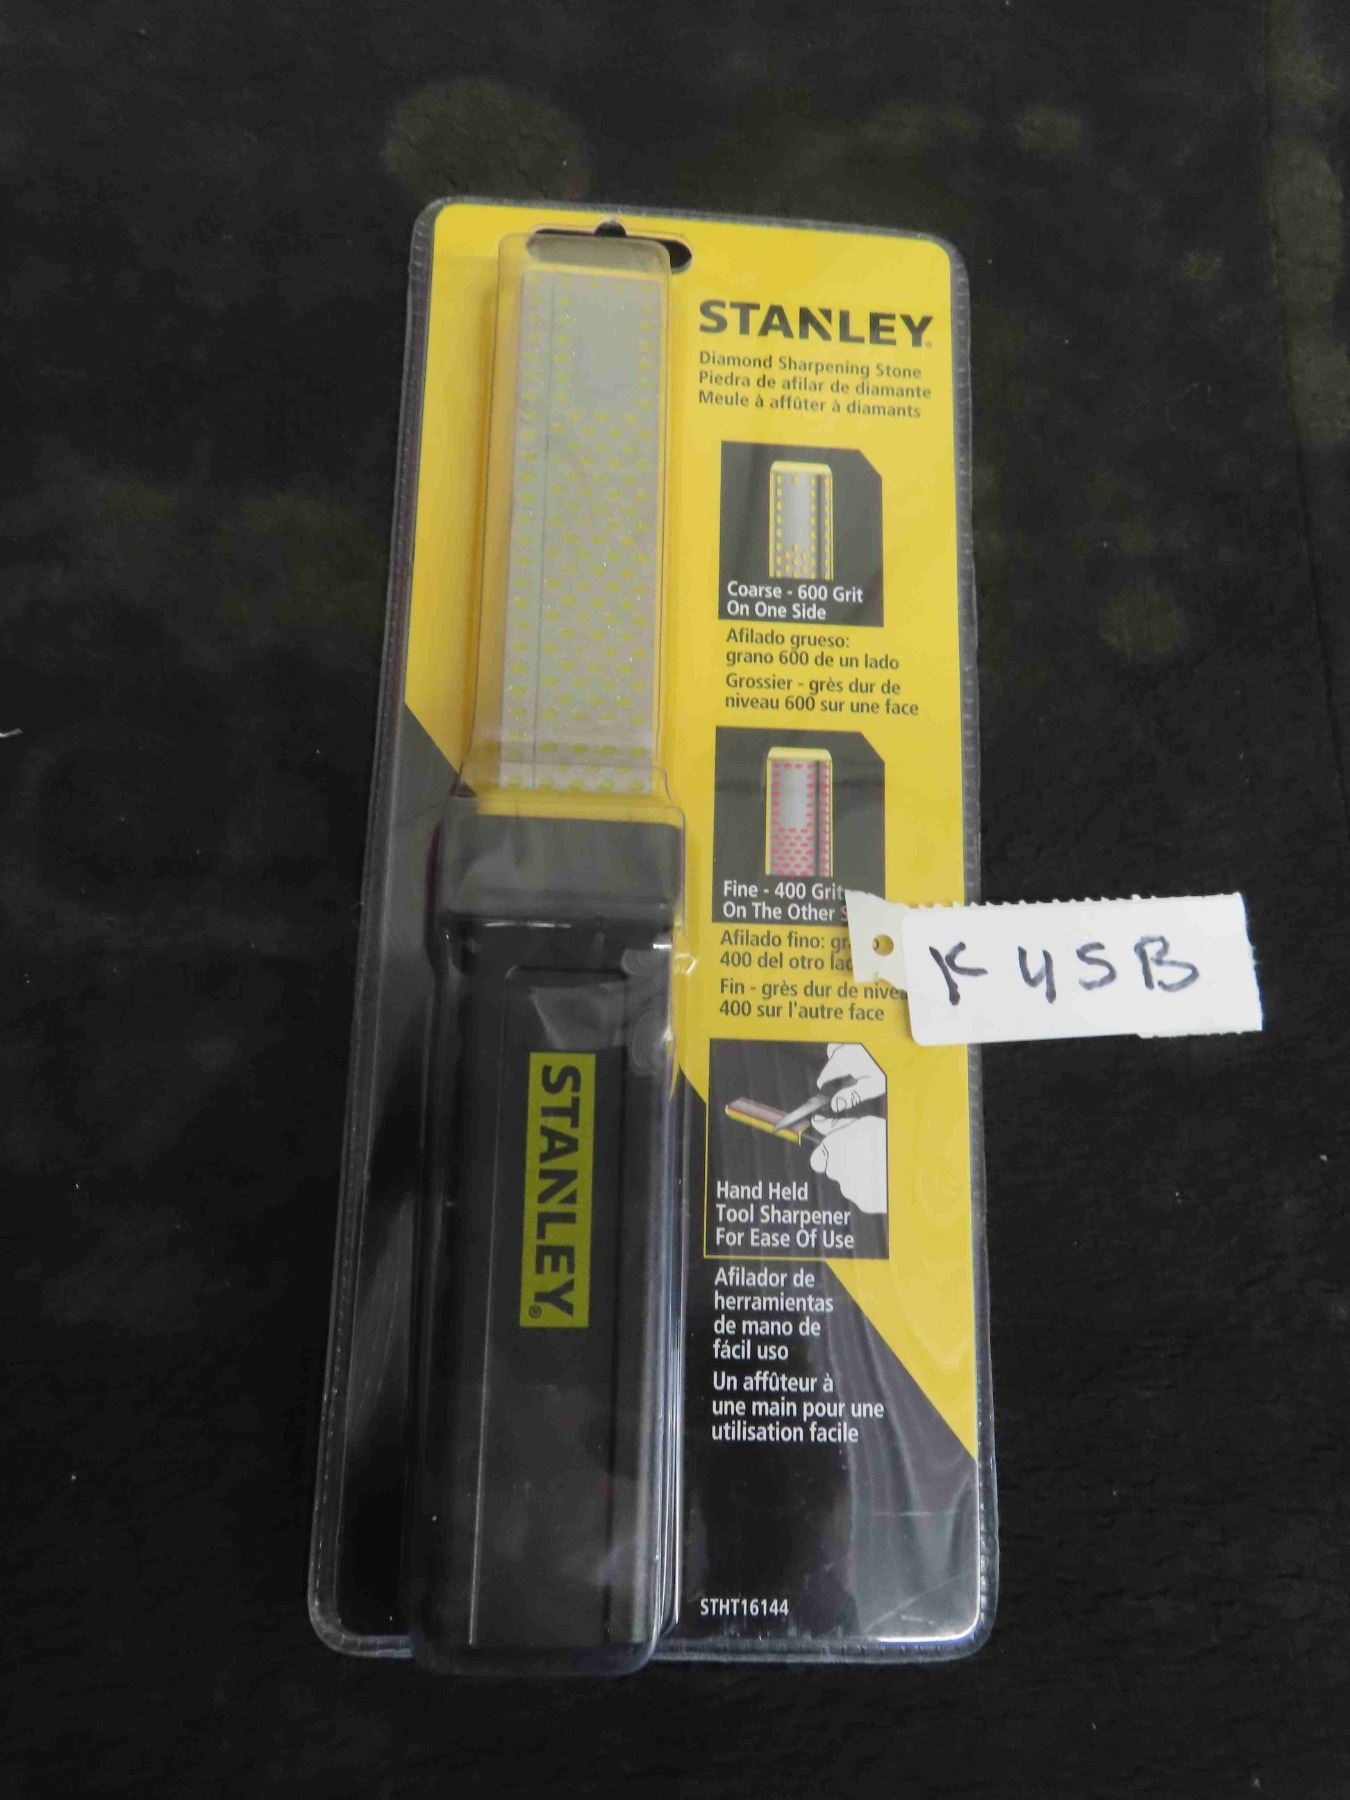 STANLEY
Diamond Sharpening Stone
Piedra de afilar de diamante
Meule à affûter à diamants
Coarse - 600 Grit
On One Side
Afilado grueso:
grano 600 de un lado
Grossier - grès dur de
niveau 600 sur une face
Fine - 400 Grit
On The Other
Afilado fino:
400 del otro
Fin - grès dur de
400 sur l'autre face
K 45B
STANLEY®
Hand Held
Tool Sharpener
For Ease Of Use
Afilador de
herramientas
de mano de
fácil uso
Un affûteur à
une main pour une
utilisation facile
STHT16144